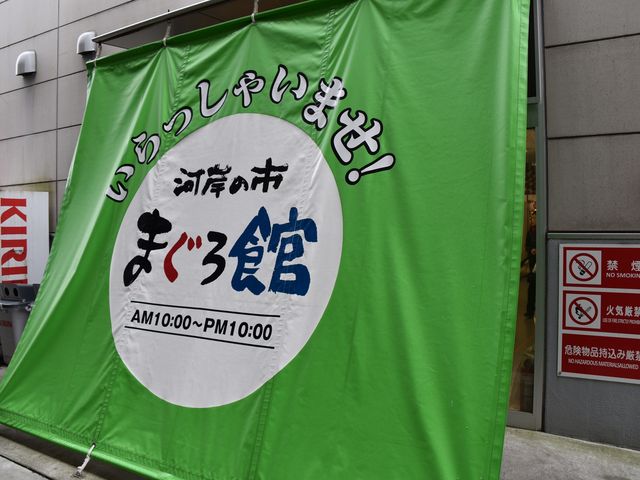 いらっしゃいませ!
河岸の市
まぐろ館
AM10:00〜PM10:00
KIRI
禁煙
NO SMOKING
火気厳禁
危険物品持込み厳禁
NO HAZARDOUS MATERIALS ALLOWED